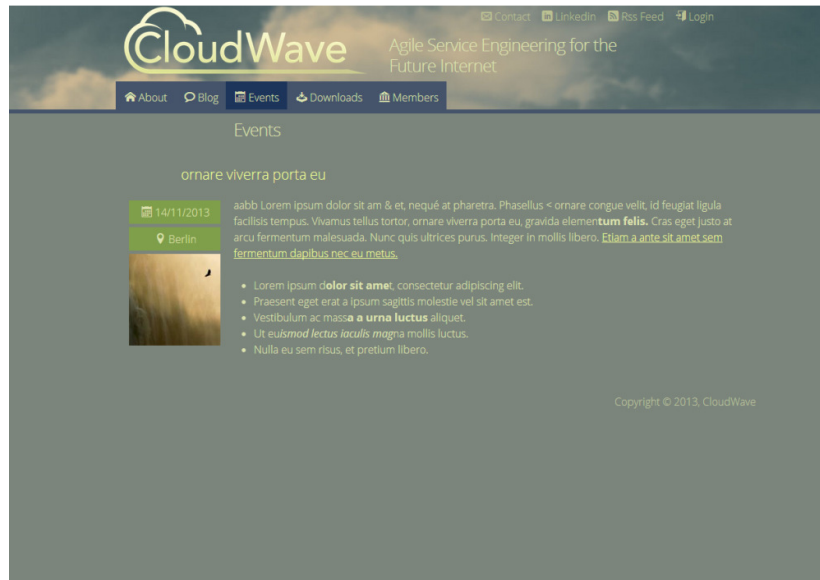 Contact Linkedin Rss Feed Login
CloudWave
Agile Service Engineering for the
Future Internet
About Blog Events Downloads Members
Events
ornare viverra porta eu
14/11/2013
Berlin
aabb Lorem ipsum dolor sit am & et, nequé at pharetra. Phasellus < ornare congue velit, id feugiat ligula
facilisis tempus. Vivamus tellus tortor, ornare viverra porta eu, gravida elementum felis. Cras eget justo at
arcu fermentum malesuada. Nunc quis ultrices purus. Integer in mollis libero. Etiam a ante sit amet sem
fermentum dapibus nec eu metus.
Lorem ipsum dolor sit amet, consectetur adipiscing elit.
Praesent eget erat a ipsum sagittis molestie vel sit amet est.
Vestibulum ac massa a urna luctus aliquet.
Ut euismod lectus iaculis magna mollis luctus.
Nulla eu sem risus, et pretium libero.
Copyright © 2013, CloudWave